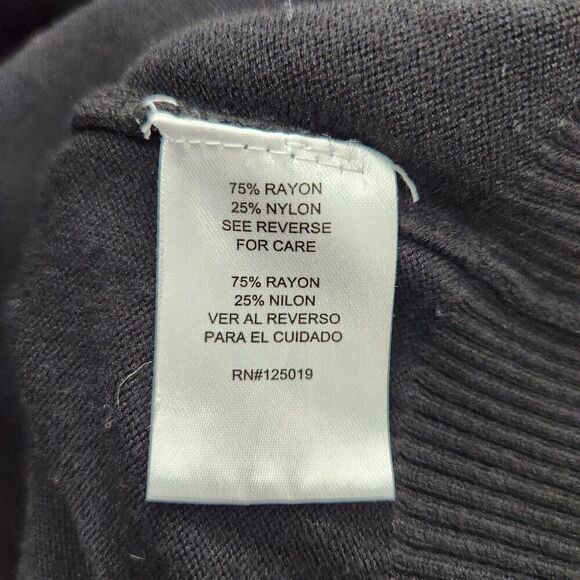 75% RAYON
25% NYLON
SEE REVERSE
FOR CARE
75% RAYON
25% NILON
VER AL REVERSO
PARA EL CUIDADO
RN#125019